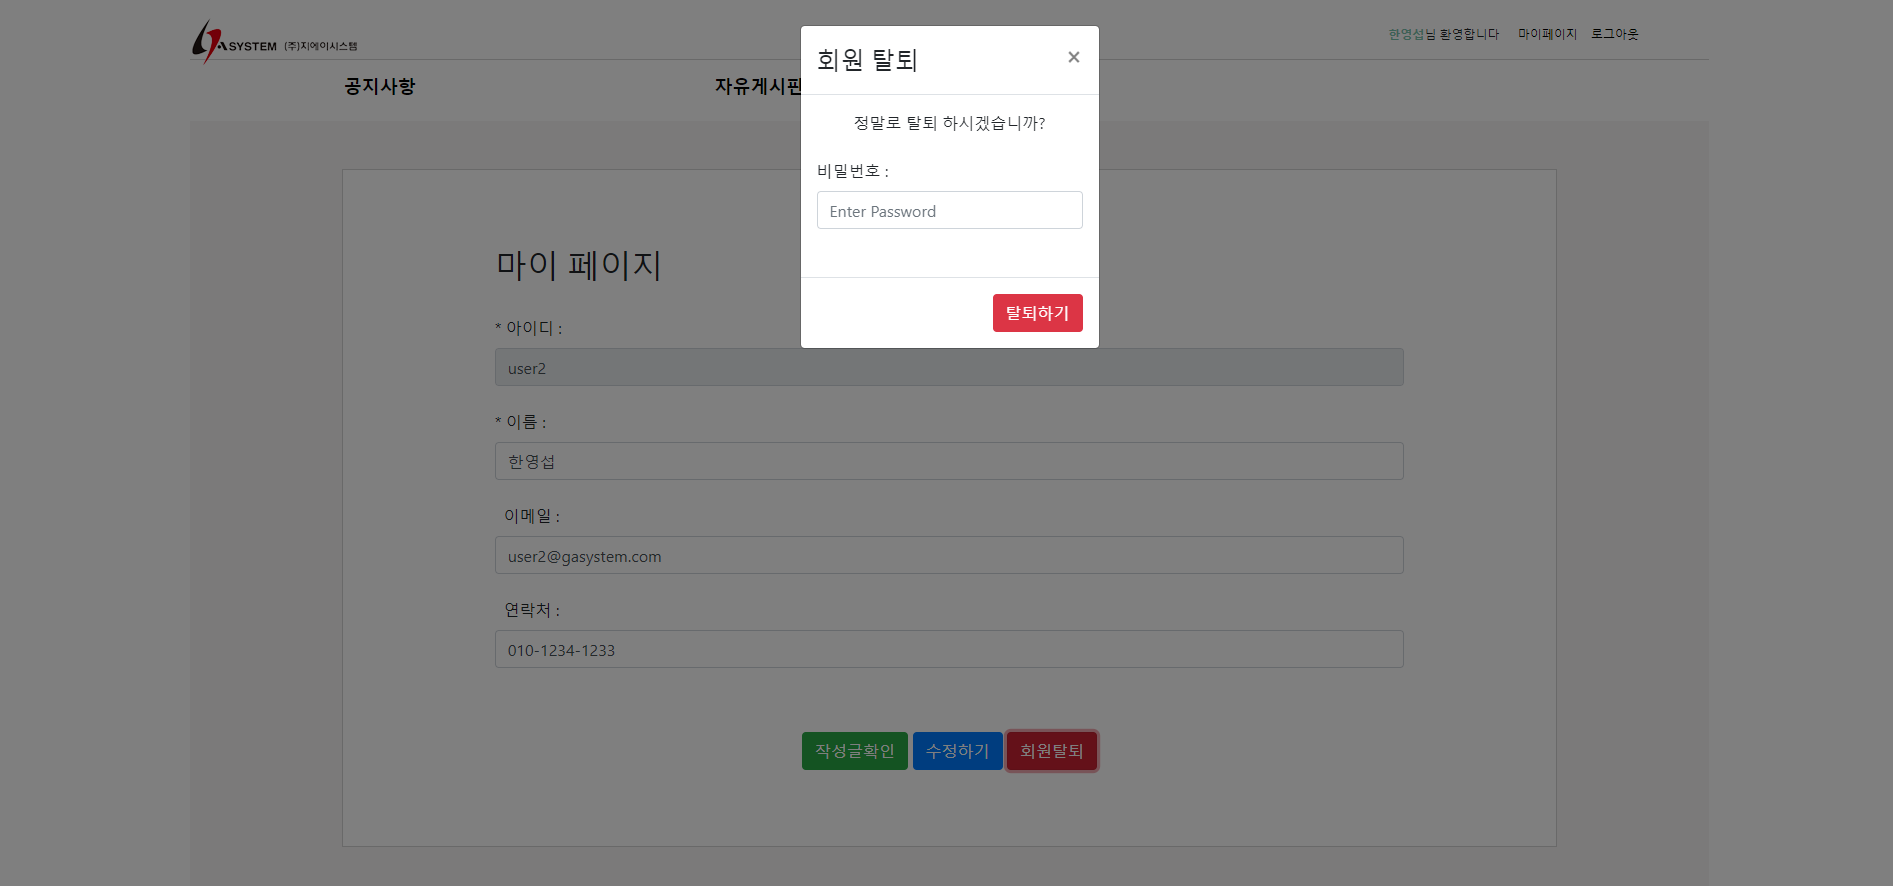 ASYSTEM (주)지에이시스템
한영섭님 환영합니다 마이페이지 로그아웃
공지사항 자유게시판
회원 탈퇴 ×
정말로 탈퇴 하시겠습니까?
비밀번호 :
Enter Password
탈퇴하기
마이 페이지
* 아이디 :
user2
* 이름 :
한영섭
이메일 :
user2@gasystem.com
연락처 :
010-1234-1233
작성글확인 수정하기 회원탈퇴